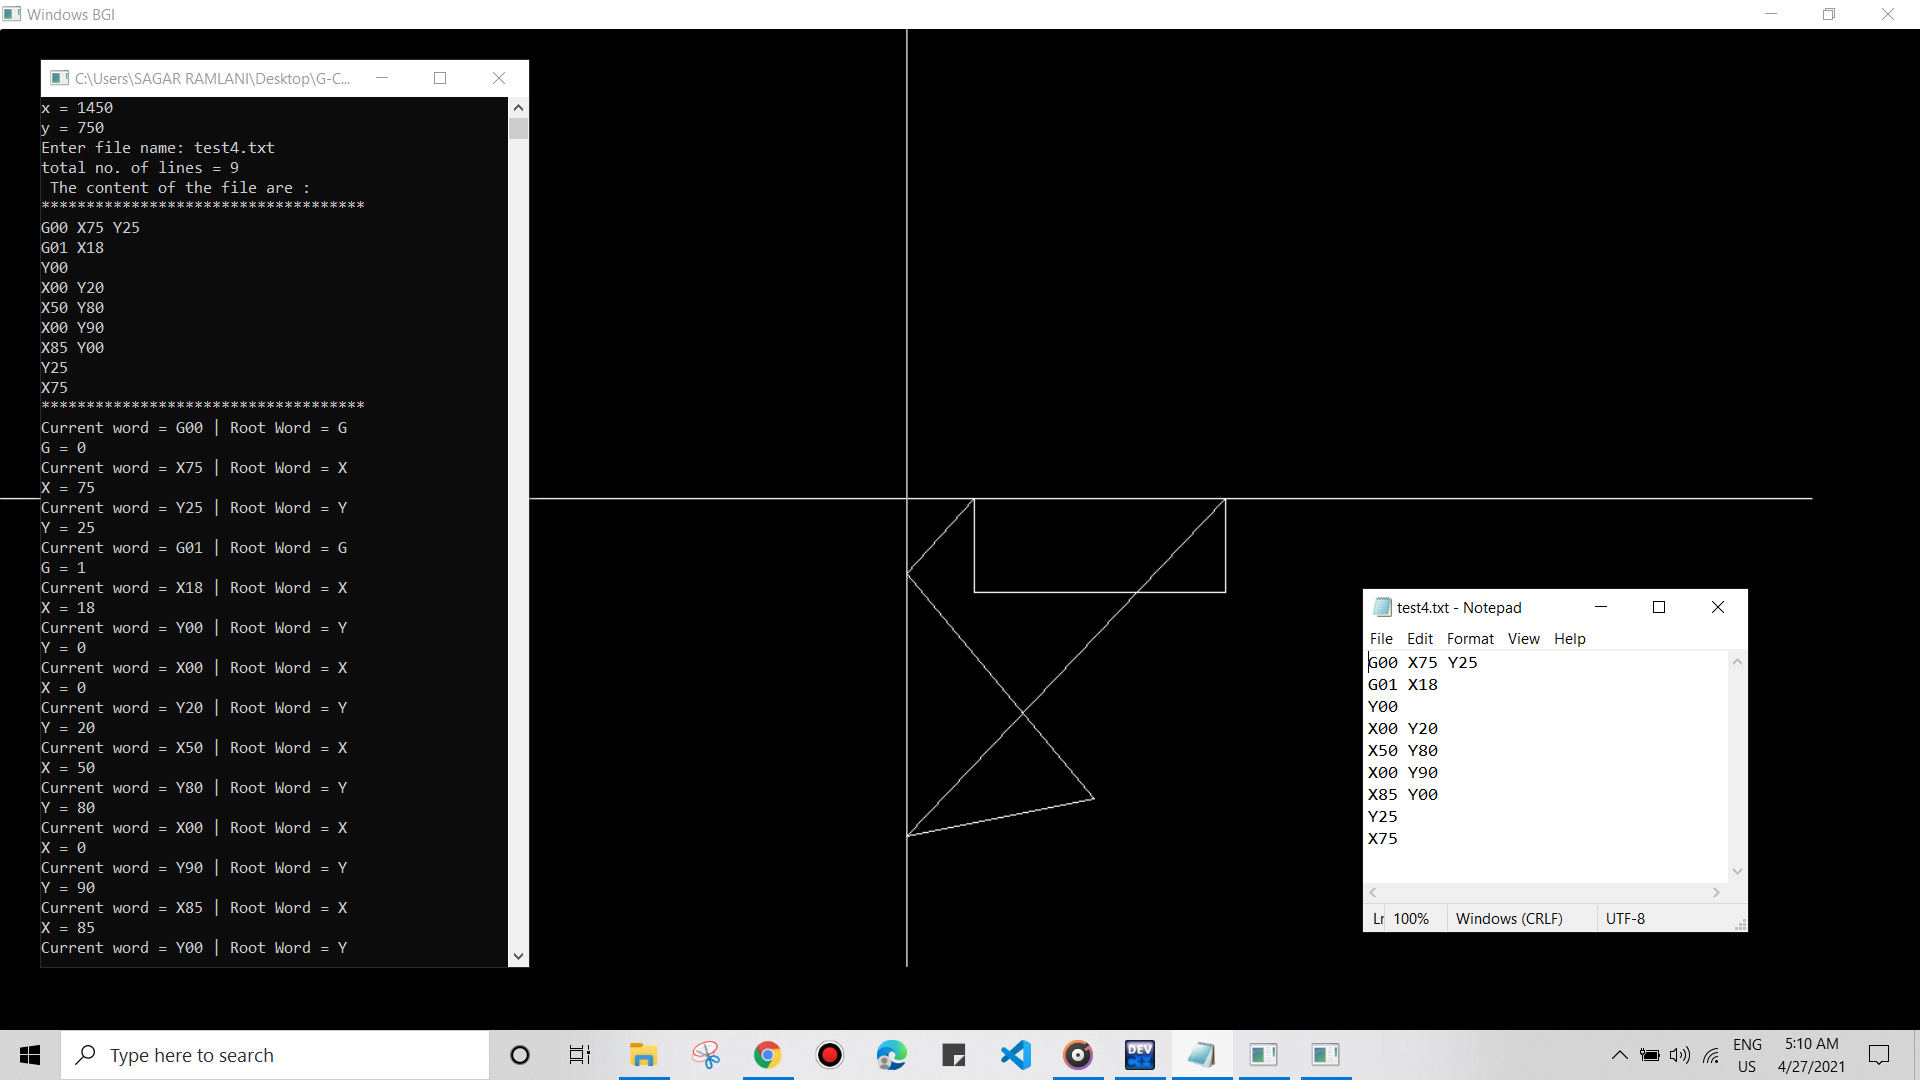 Windows BGI
C:\Users\SAGAR RAMLANI\Desktop\G-C...
x = 1450
y = 750
Enter file name: test4.txt
total no. of lines = 9
The content of the file are :
************************************
G00 X75 Y25
G01 X18
Y00
X00 Y20
X50 Y80
X00 Y90
X85 Y00
Y25
X75
************************************
Current word = G00 | Root Word = G
G = 0
Current word = X75 | Root Word = X
X = 75
Current word = Y25 | Root Word = Y
Y = 25
Current word = G01 | Root Word = G
G = 1
Current word = X18 | Root Word = X
X = 18
Current word = Y00 | Root Word = Y
Y = 0
Current word = X00 | Root Word = X
X = 0
Current word = Y20 | Root Word = Y
Y = 20
Current word = X50 | Root Word = X
X = 50
Current word = Y80 | Root Word = Y
Y = 80
Current word = X00 | Root Word = X
X = 0
Current word = Y90 | Root Word = Y
Y = 90
Current word = X85 | Root Word = X
X = 85
Current word = Y00 | Root Word = Y
test4.txt - Notepad
File Edit Format View Help
G00 X75 Y25
G01 X18
Y00
X00 Y20
X50 Y80
X00 Y90
X85 Y00
Y25
X75
Ln 100% Windows (CRLF) UTF-8
Type here to search
DEV C++
ENG
US
5:10 AM
4/27/2021